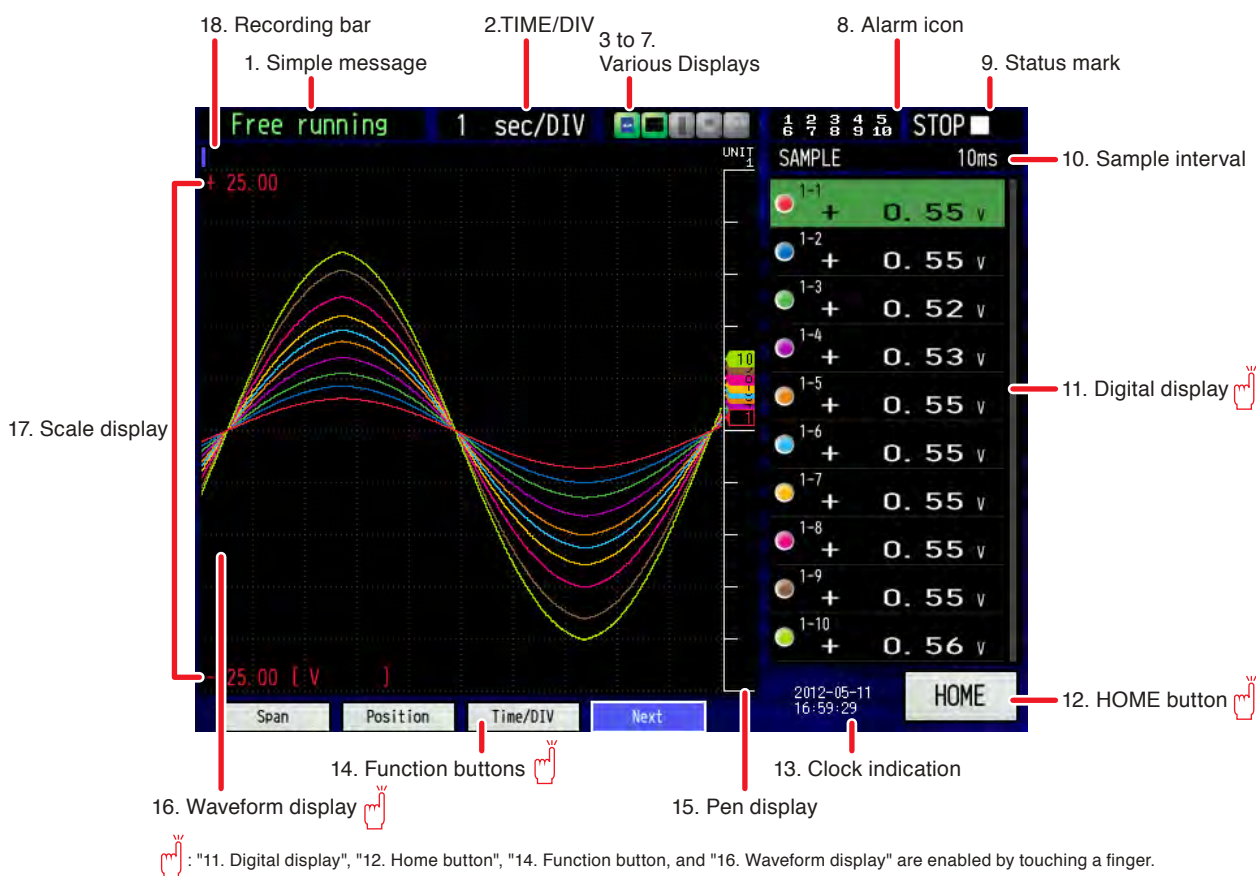 18. Recording bar
2.TIME/DIV
3 to 7.
Various Displays
8. Alarm icon
1. Simple message
9. Status mark
Free running
1 sec/DIV
1 2 3 4 5
6 7 8 9 10
STOP
UNIT
1
SAMPLE 10ms
10. Sample interval
+ 25.00
1-1
+ 0.55 V
1-2
+ 0.55 V
1-3
+ 0.52 V
1-4
+ 0.53 V
1-5
+ 0.55 V
1-6
+ 0.55 V
1-7
+ 0.55 V
1-8
+ 0.55 V
1-9
+ 0.55 V
1-10
+ 0.56 V
10
1
11. Digital display
17. Scale display
- 25.00 [ V ]
Span
Position
Time/DIV
Next
2012-05-11
16:59:29
HOME
12. HOME button
14. Function buttons
13. Clock indication
16. Waveform display
15. Pen display
: "11. Digital display", "12. Home button", "14. Function button, and "16. Waveform display" are enabled by touching a finger.